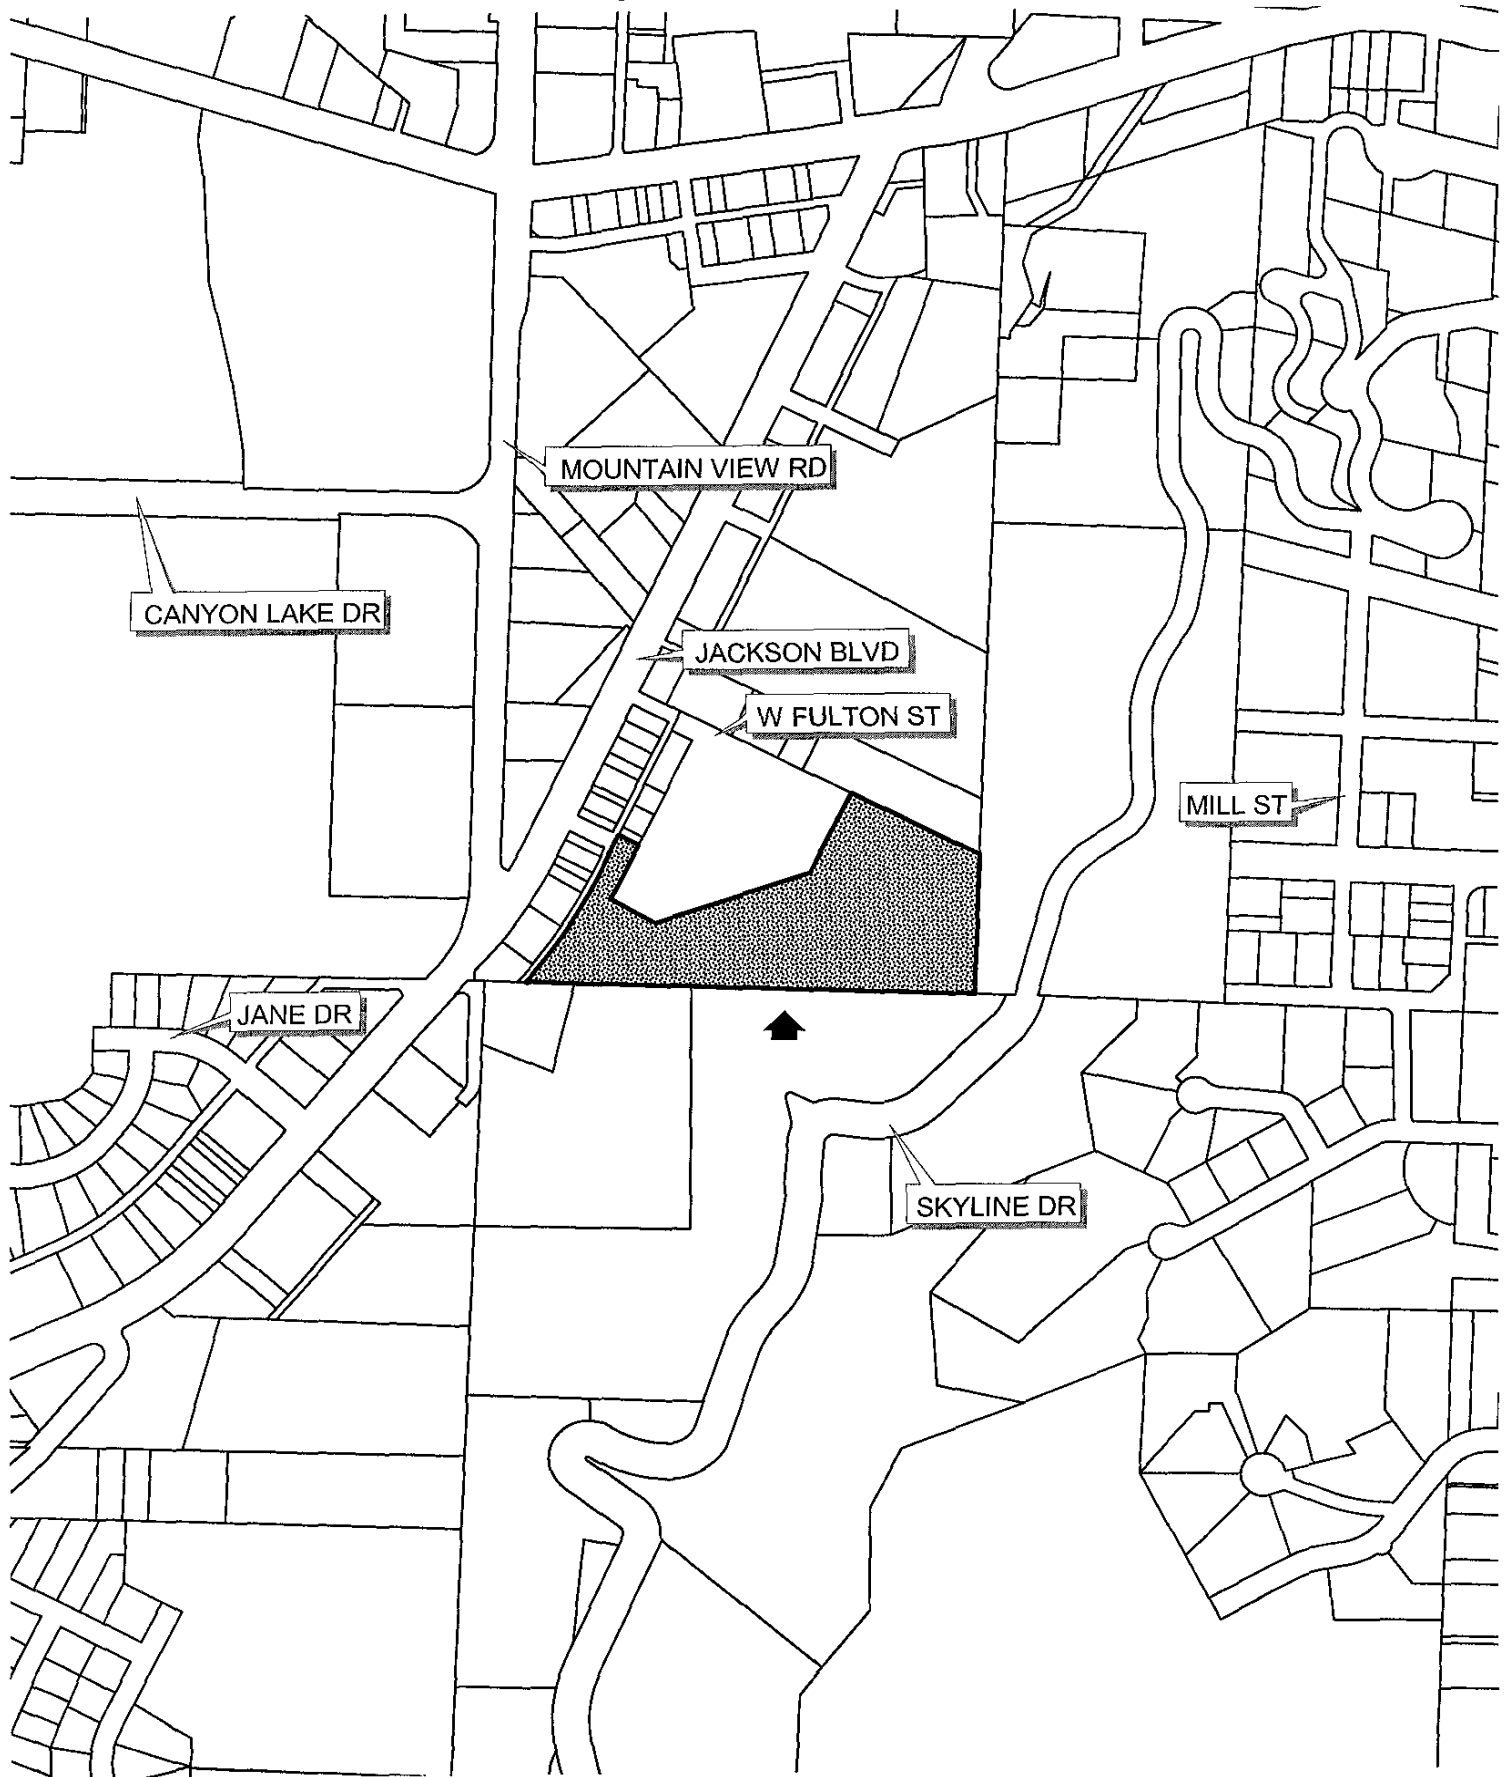 MOUNTAIN VIEW RD
CANYON LAKE DR
JACKSON BLVD
W FULTON ST
MILL ST
JANE DR
SKYLINE DR